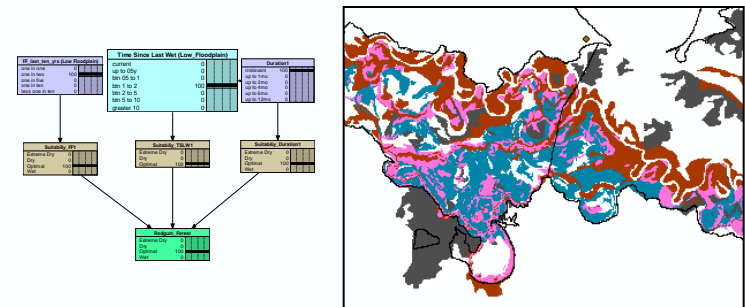 FF_last_ten_yrs (Low Floodplain)
one in one 0
one in two 100
one in five 0
one in ten 0
less one in ten 0
Time Since Last Wet (Low_Floodplain)
current 0
up to 05y 0
btn 05 to 1 0
btn 1 to 2 100
btn 2 to 5 0
btn 5 to 10 0
greater 10 0
Duration1
irrelevant 100
up to 1mo 0
up to 2mo 0
up to 4mo 0
up to 6mo 0
up to 12mo 0
Suitability_FF1
Extreme Dry 0
Dry 0
Optimal 100
Wet 0
Suitability_TSLW1
Extreme Dry 0
Dry 0
Optimal 100
Wet 0
Suitability_Duration1
Extreme Dry 0
Dry 0
Optimal 100
Wet 0
Redgum_Forest
Extreme Dry 0
Dry 0
Optimal 100
Wet 0